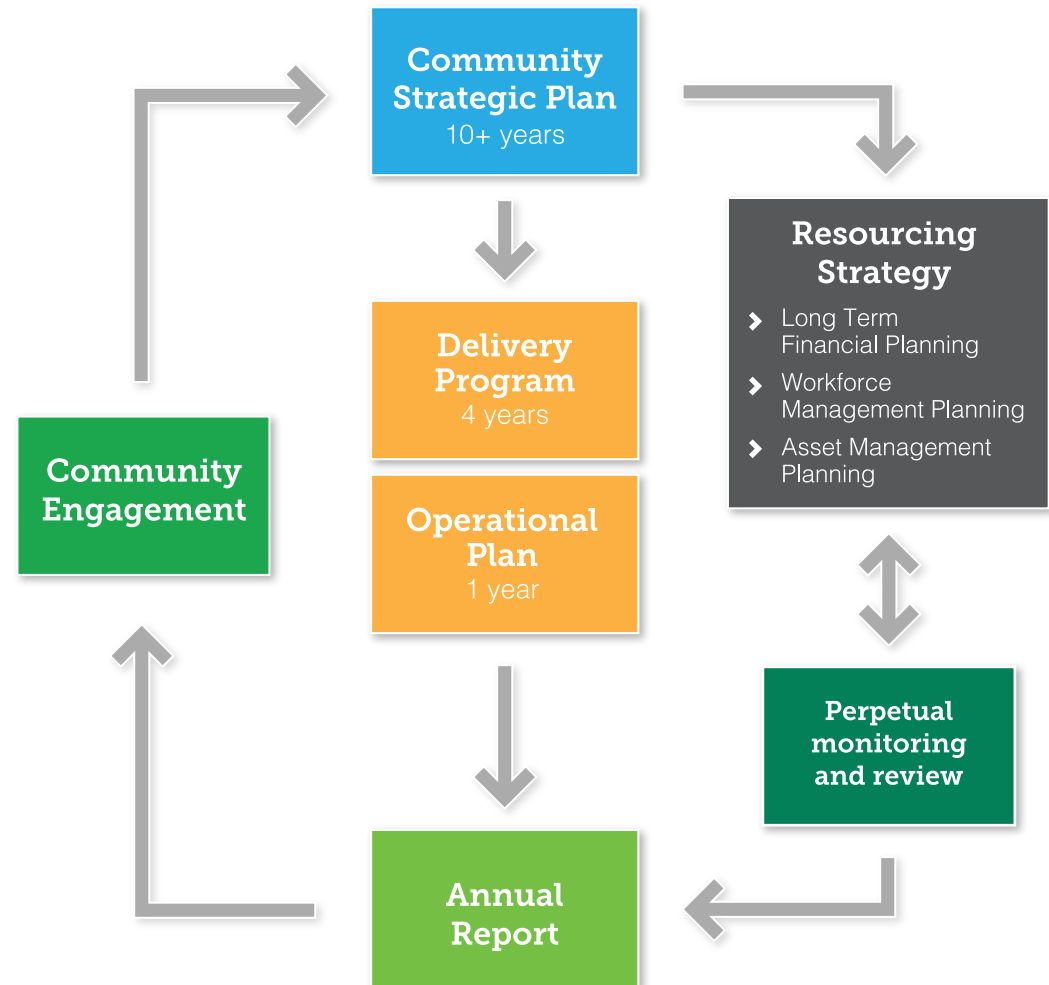 Community
Strategic Plan
10+ years
Resourcing
Strategy
Long Term
Financial Planning
Workforce
Management Planning
Asset Management
Planning
Delivery
Program
4 years
Community
Engagement
Operational
Plan
1 year
Perpetual
monitoring
and review
Annual
Report